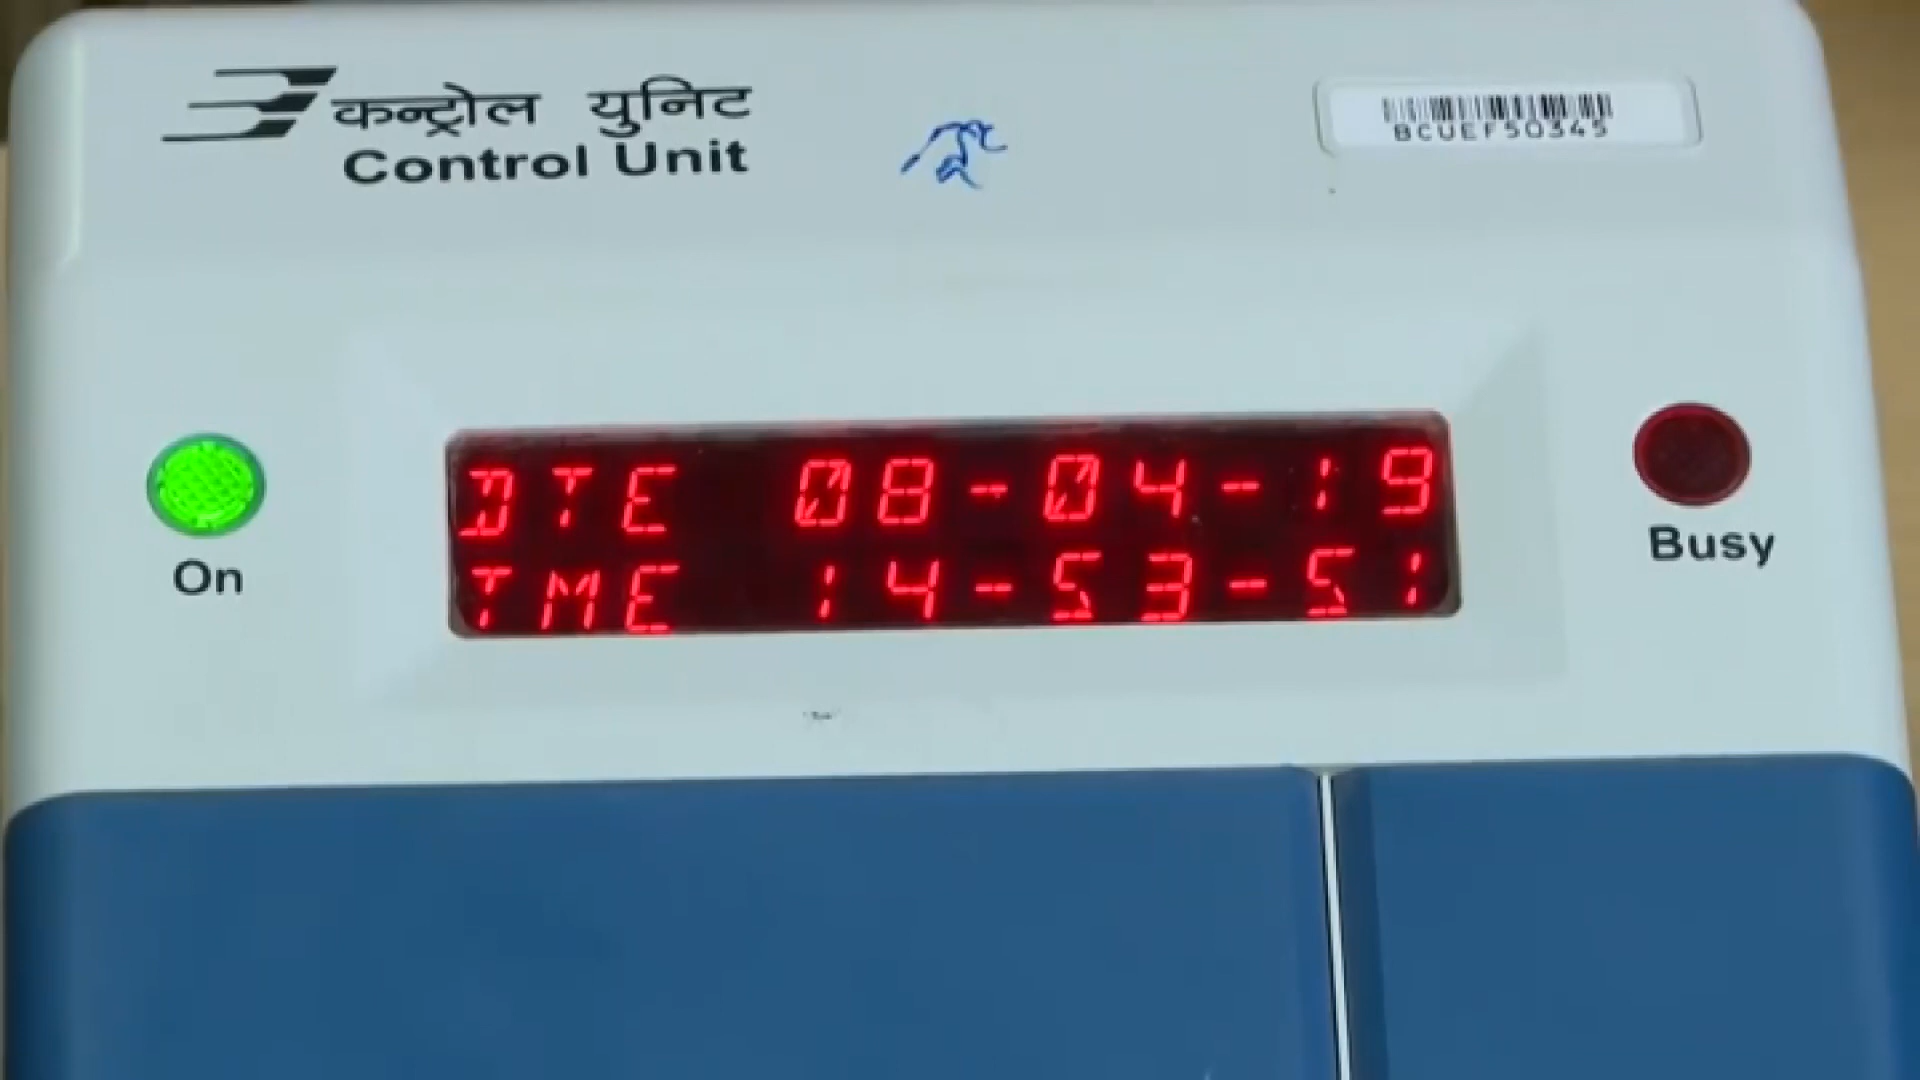 कन्ट्रोल युनिट
Control Unit
BCUEF50345
DTE 08-04-19
TME 14-53-51
On
Busy